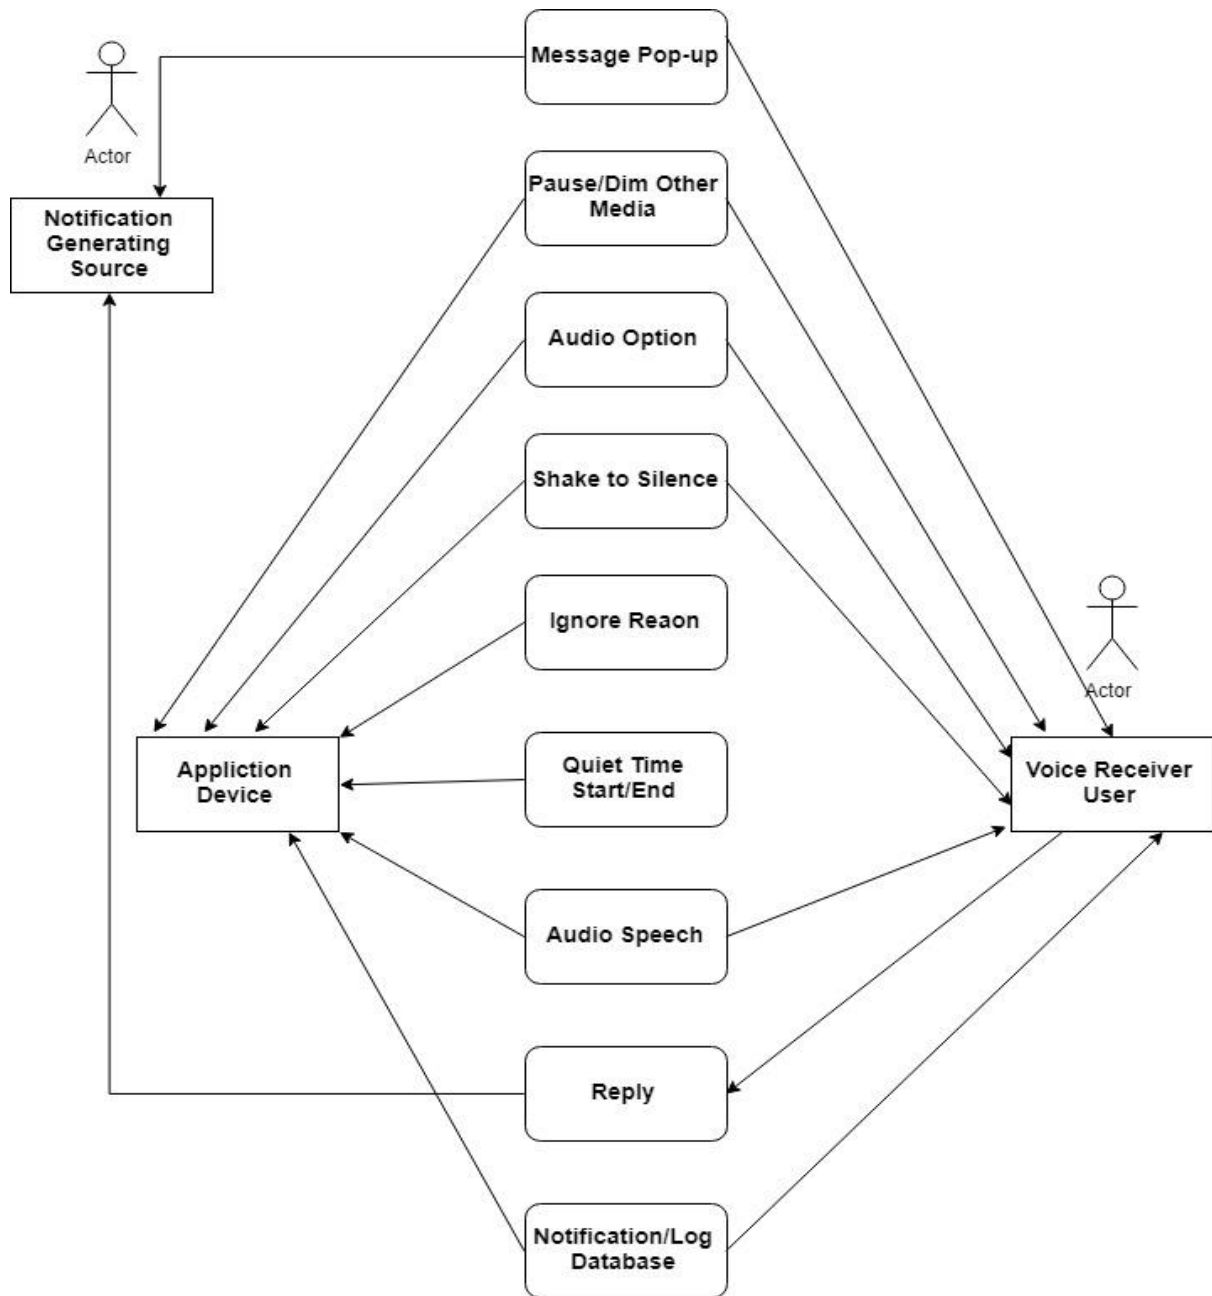 Message Pop-up
Actor
Pause/Dim Other
Media
Notification
Generating
Source
Audio Option
Shake to Silence
Ignore Reaon
Actor
Appliction
Device
Quiet Time
Start/End
Voice Receiver
User
Audio Speech
Reply
Notification/Log
Database